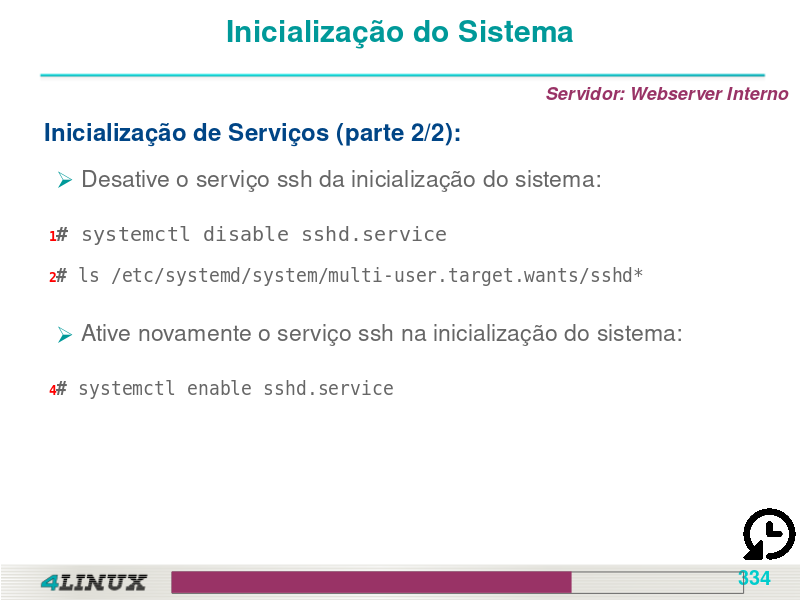 Inicialização do Sistema
Servidor: Webserver Interno
Inicialização de Serviços (parte 2/2):
Desative o serviço ssh da inicialização do sistema:
1# systemctl disable sshd.service
2# ls /etc/systemd/system/multi-user.target.wants/sshd*
Ative novamente o serviço ssh na inicialização do sistema:
4# systemctl enable sshd.service
4LINUX
334